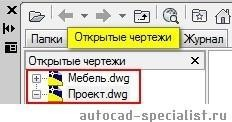 Папки
Открытые чертежи
Журнал
Открытые чертежи
Мебель.dwg
Проект.dwg
autocad-specialist.ru